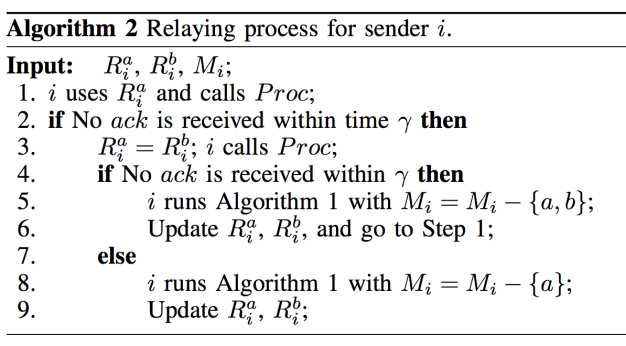 Algorithm 2 Relaying process for sender i.
Input: R_i^a, R_i^b, M_i;
1. i uses R_i^a and calls Proc;
2. if No ack is received within time γ then
3. R_i^a = R_i^b; i calls Proc;
4. if No ack is received within γ then
5. i runs Algorithm 1 with M_i = M_i − {a, b};
6. Update R_i^a, R_i^b, and go to Step 1;
7. else
8. i runs Algorithm 1 with M_i = M_i − {a};
9. Update R_i^a, R_i^b;